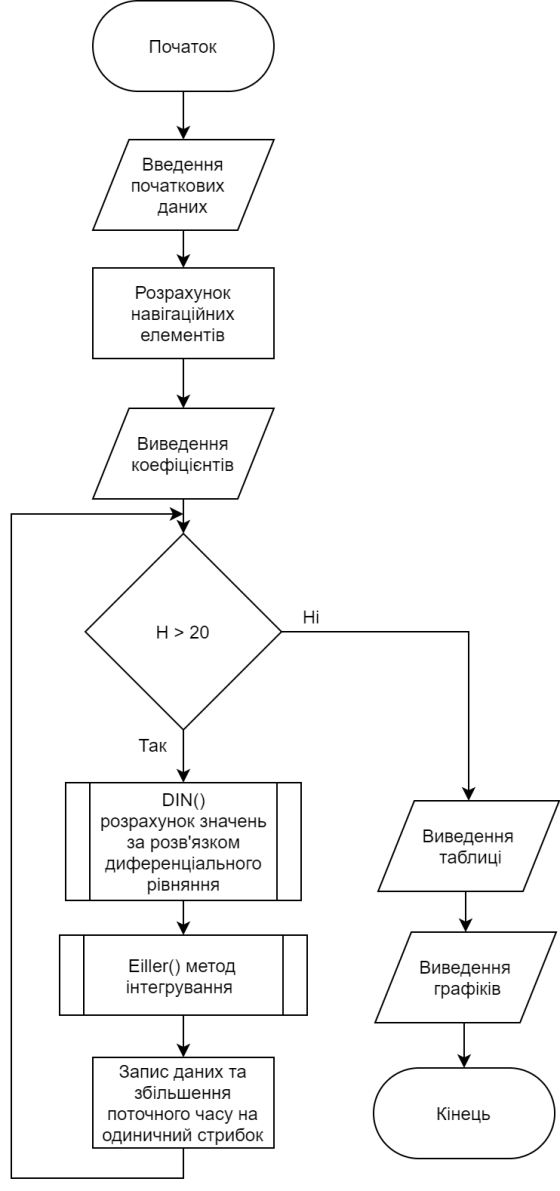 Початок
Введення
початкових
даних
Розрахунок
навігаційних
елементів
Виведення
коефіцієнтів
H > 20
Ні
Так
DIN()
розрахунок значень
за розв'язком
диференціального
рівняння
Eiller() метод
інтегрування
Запис даних та
збільшення
поточного часу на
одиничний стрибок
Виведення
таблиці
Виведення
графіків
Кінець